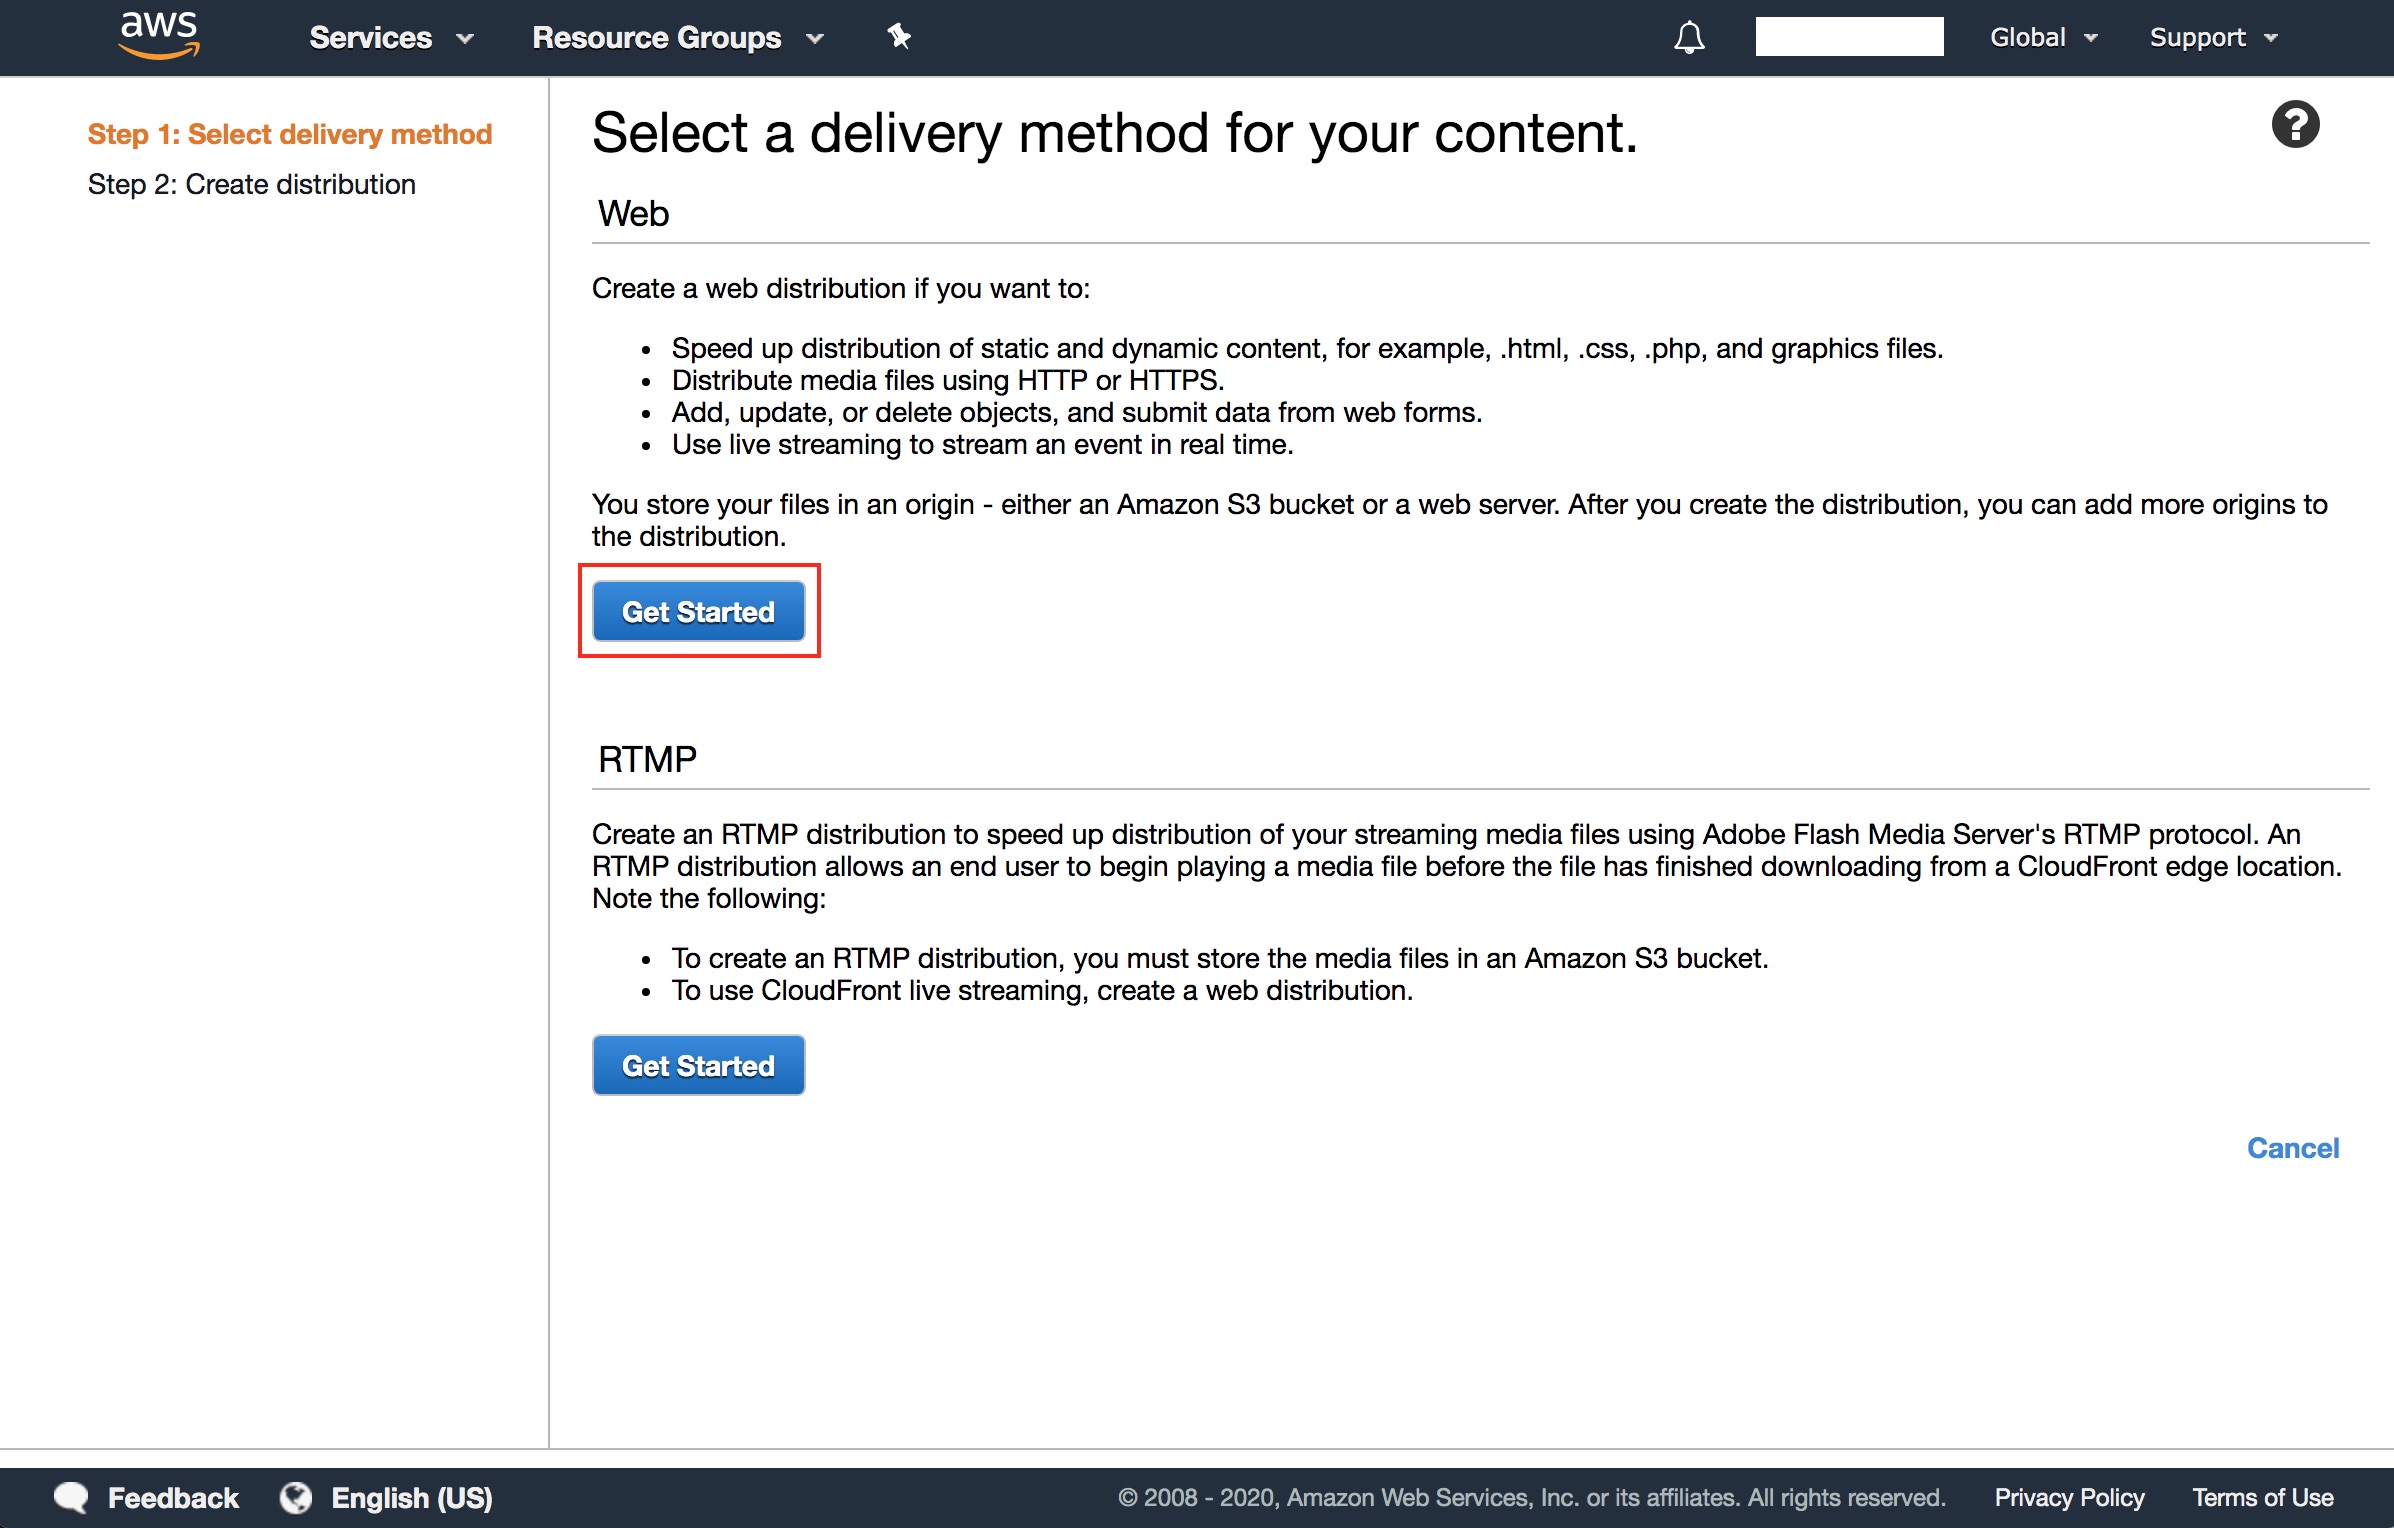 aws Services Resource Groups Global Support
Step 1: Select delivery method
Step 2: Create distribution
Select a delivery method for your content.
?
Web
Create a web distribution if you want to:
• Speed up distribution of static and dynamic content, for example, .html, .css, .php, and graphics files.
• Distribute media files using HTTP or HTTPS.
• Add, update, or delete objects, and submit data from web forms.
• Use live streaming to stream an event in real time.
You store your files in an origin - either an Amazon S3 bucket or a web server. After you create the distribution, you can add more origins to
the distribution.
Get Started
RTMP
Create an RTMP distribution to speed up distribution of your streaming media files using Adobe Flash Media Server's RTMP protocol. An
RTMP distribution allows an end user to begin playing a media file before the file has finished downloading from a CloudFront edge location.
Note the following:
• To create an RTMP distribution, you must store the media files in an Amazon S3 bucket.
• To use CloudFront live streaming, create a web distribution.
Get Started
Cancel
Feedback English (US) © 2008 - 2020, Amazon Web Services, Inc. or its affiliates. All rights reserved. Privacy Policy Terms of Use